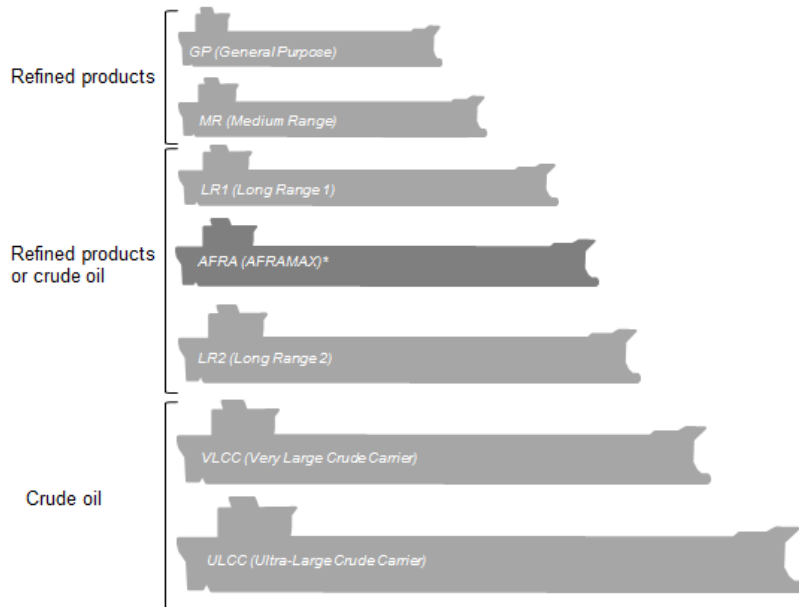 GP (General Purpose)
Refined products
MR (Medium Range)
LR1 (Long Range 1)
Refined products
or crude oil
AFRA (AFRAMAX)*
LR2 (Long Range 2)
VLCC (Very Large Crude Carrier)
Crude oil
ULCC (Ultra-Large Crude Carrier)